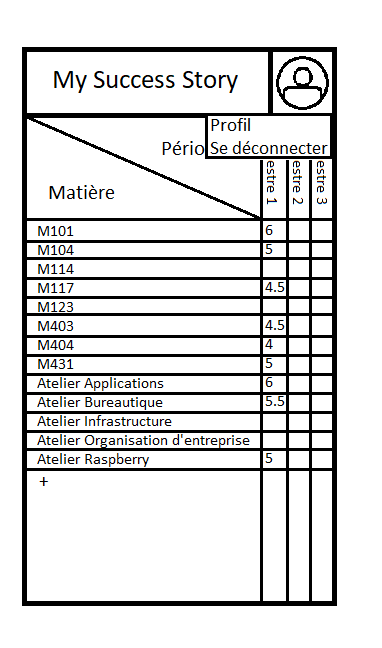 My Success Story
Profil
Pério Se déconnecter
Matière
estre 1
estre 2
estre 3
M101 6
M104 5
M114
M117 4.5
M123
M403 4.5
M404 4
M431 5
Atelier Applications 6
Atelier Bureautique 5.5
Atelier Infrastructure
Atelier Organisation d'entreprise
Atelier Raspberry 5
+